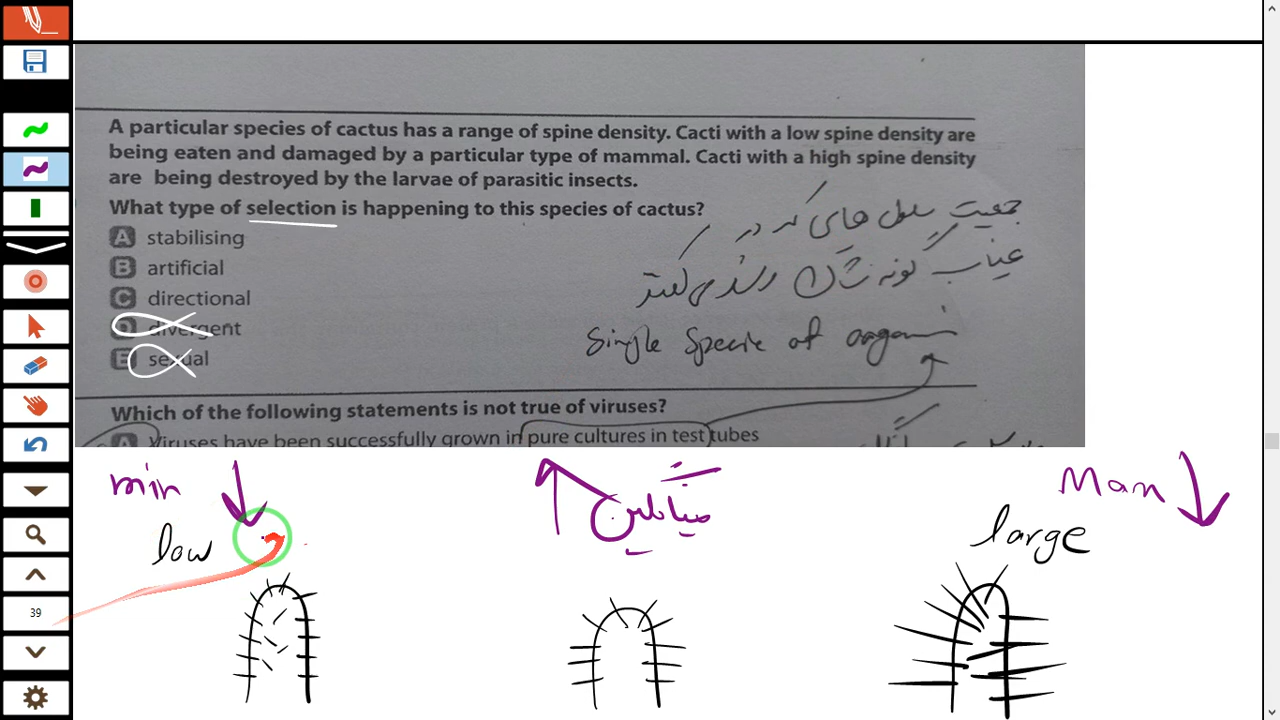 A particular species of cactus has a range of spine density. Cacti with a low spine density are
being eaten and damaged by a particular type of mammal. Cacti with a high spine density
are being destroyed by the larvae of parasitic insects.
What type of selection is happening to this species of cactus?
A stabilising
B artificial
C directional
D divergent
E sexual
جمعیت سلول های که در
غیاب گونه
Single Specie of
Which of the following statements is not true of viruses?
A Viruses have been successfully grown in pure cultures in test tubes
min
میانگین
Man
low
large
39